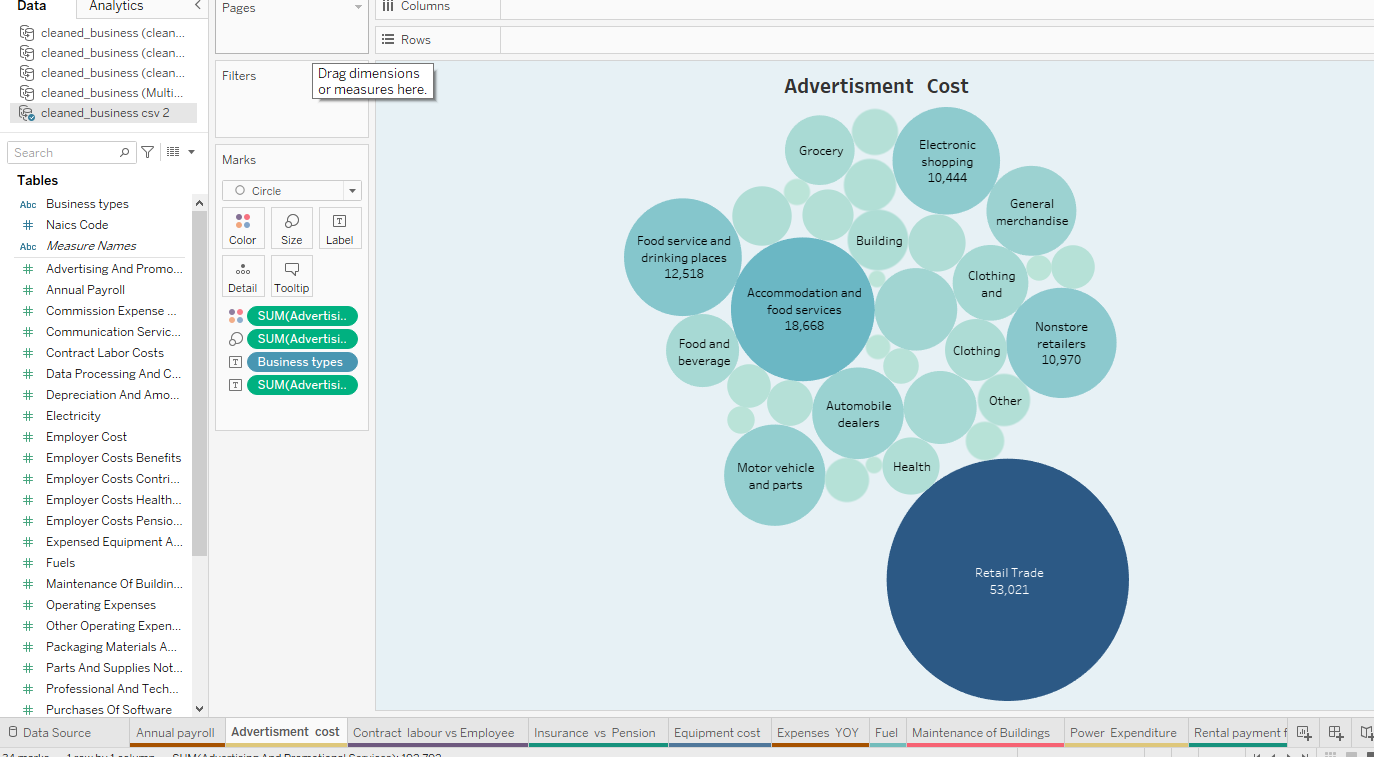 Data
Analytics
Pages
Columns
Rows
cleaned_business (clean...
cleaned_business (clean...
cleaned_business (clean...
cleaned_business (Multi...
cleaned_business csv 2
Search
Tables
Abc Business types
# Naics Code
Abc Measure Names
# Advertising And Promo...
# Annual Payroll
# Commission Expense ...
# Communication Servic...
# Contract Labor Costs
# Data Processing And C...
# Depreciation And Amo...
# Electricity
# Employer Cost
# Employer Costs Benefits
# Employer Costs Contri...
# Employer Costs Health...
# Employer Costs Pensio...
# Expensed Equipment A...
# Fuels
# Maintenance Of Buildin...
# Operating Expenses
# Other Operating Expen...
# Packaging Materials A...
# Parts And Supplies Not...
# Professional And Tech...
# Purchases Of Software
Filters
Drag dimensions
or measures here.
Marks
Circle
Color
Size
T
Label
Detail
Tooltip
SUM(Advertisi..
SUM(Advertisi..
T Business types
T SUM(Advertisi..
Advertisment Cost
Grocery
Electronic
shopping
10,444
General
merchandise
Food service and
drinking places
12,518
Building
Accommodation and
food services
18,668
Clothing
and
Nonstore
retailers
10,970
Food and
beverage
Clothing
Automobile
dealers
Other
Motor vehicle
and parts
Health
Retail Trade
53,021
Data Source
Annual payroll
Advertisment cost
Contract labour vs Employee
Insurance vs Pension
Equipment cost
Expenses YOY
Fuel
Maintenance of Buildings
Power Expenditure
Rental payment f